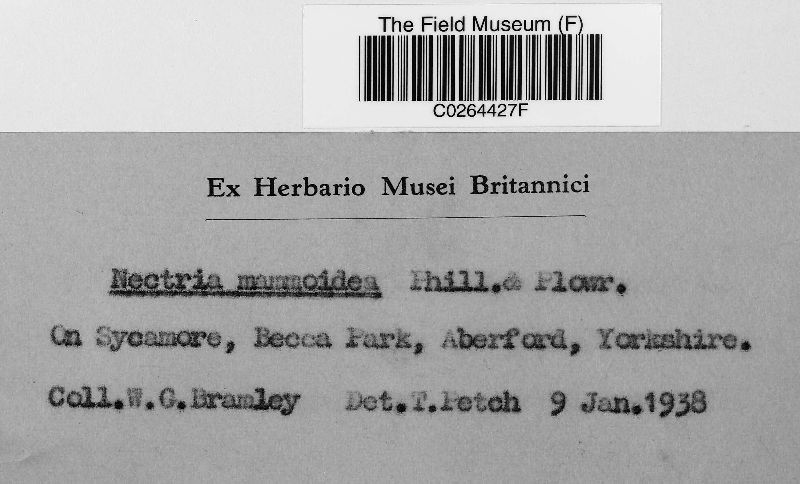 The Field Museum (F)
C0264427F
Ex Herbario Musei Britannici
Nectria mammoidea Phill.& Plowr.
On Sycamore, Becca Park, Aberford, Yorkshire.
Coll.W.G.Bramley Det.T.Petch 9 Jan.1938